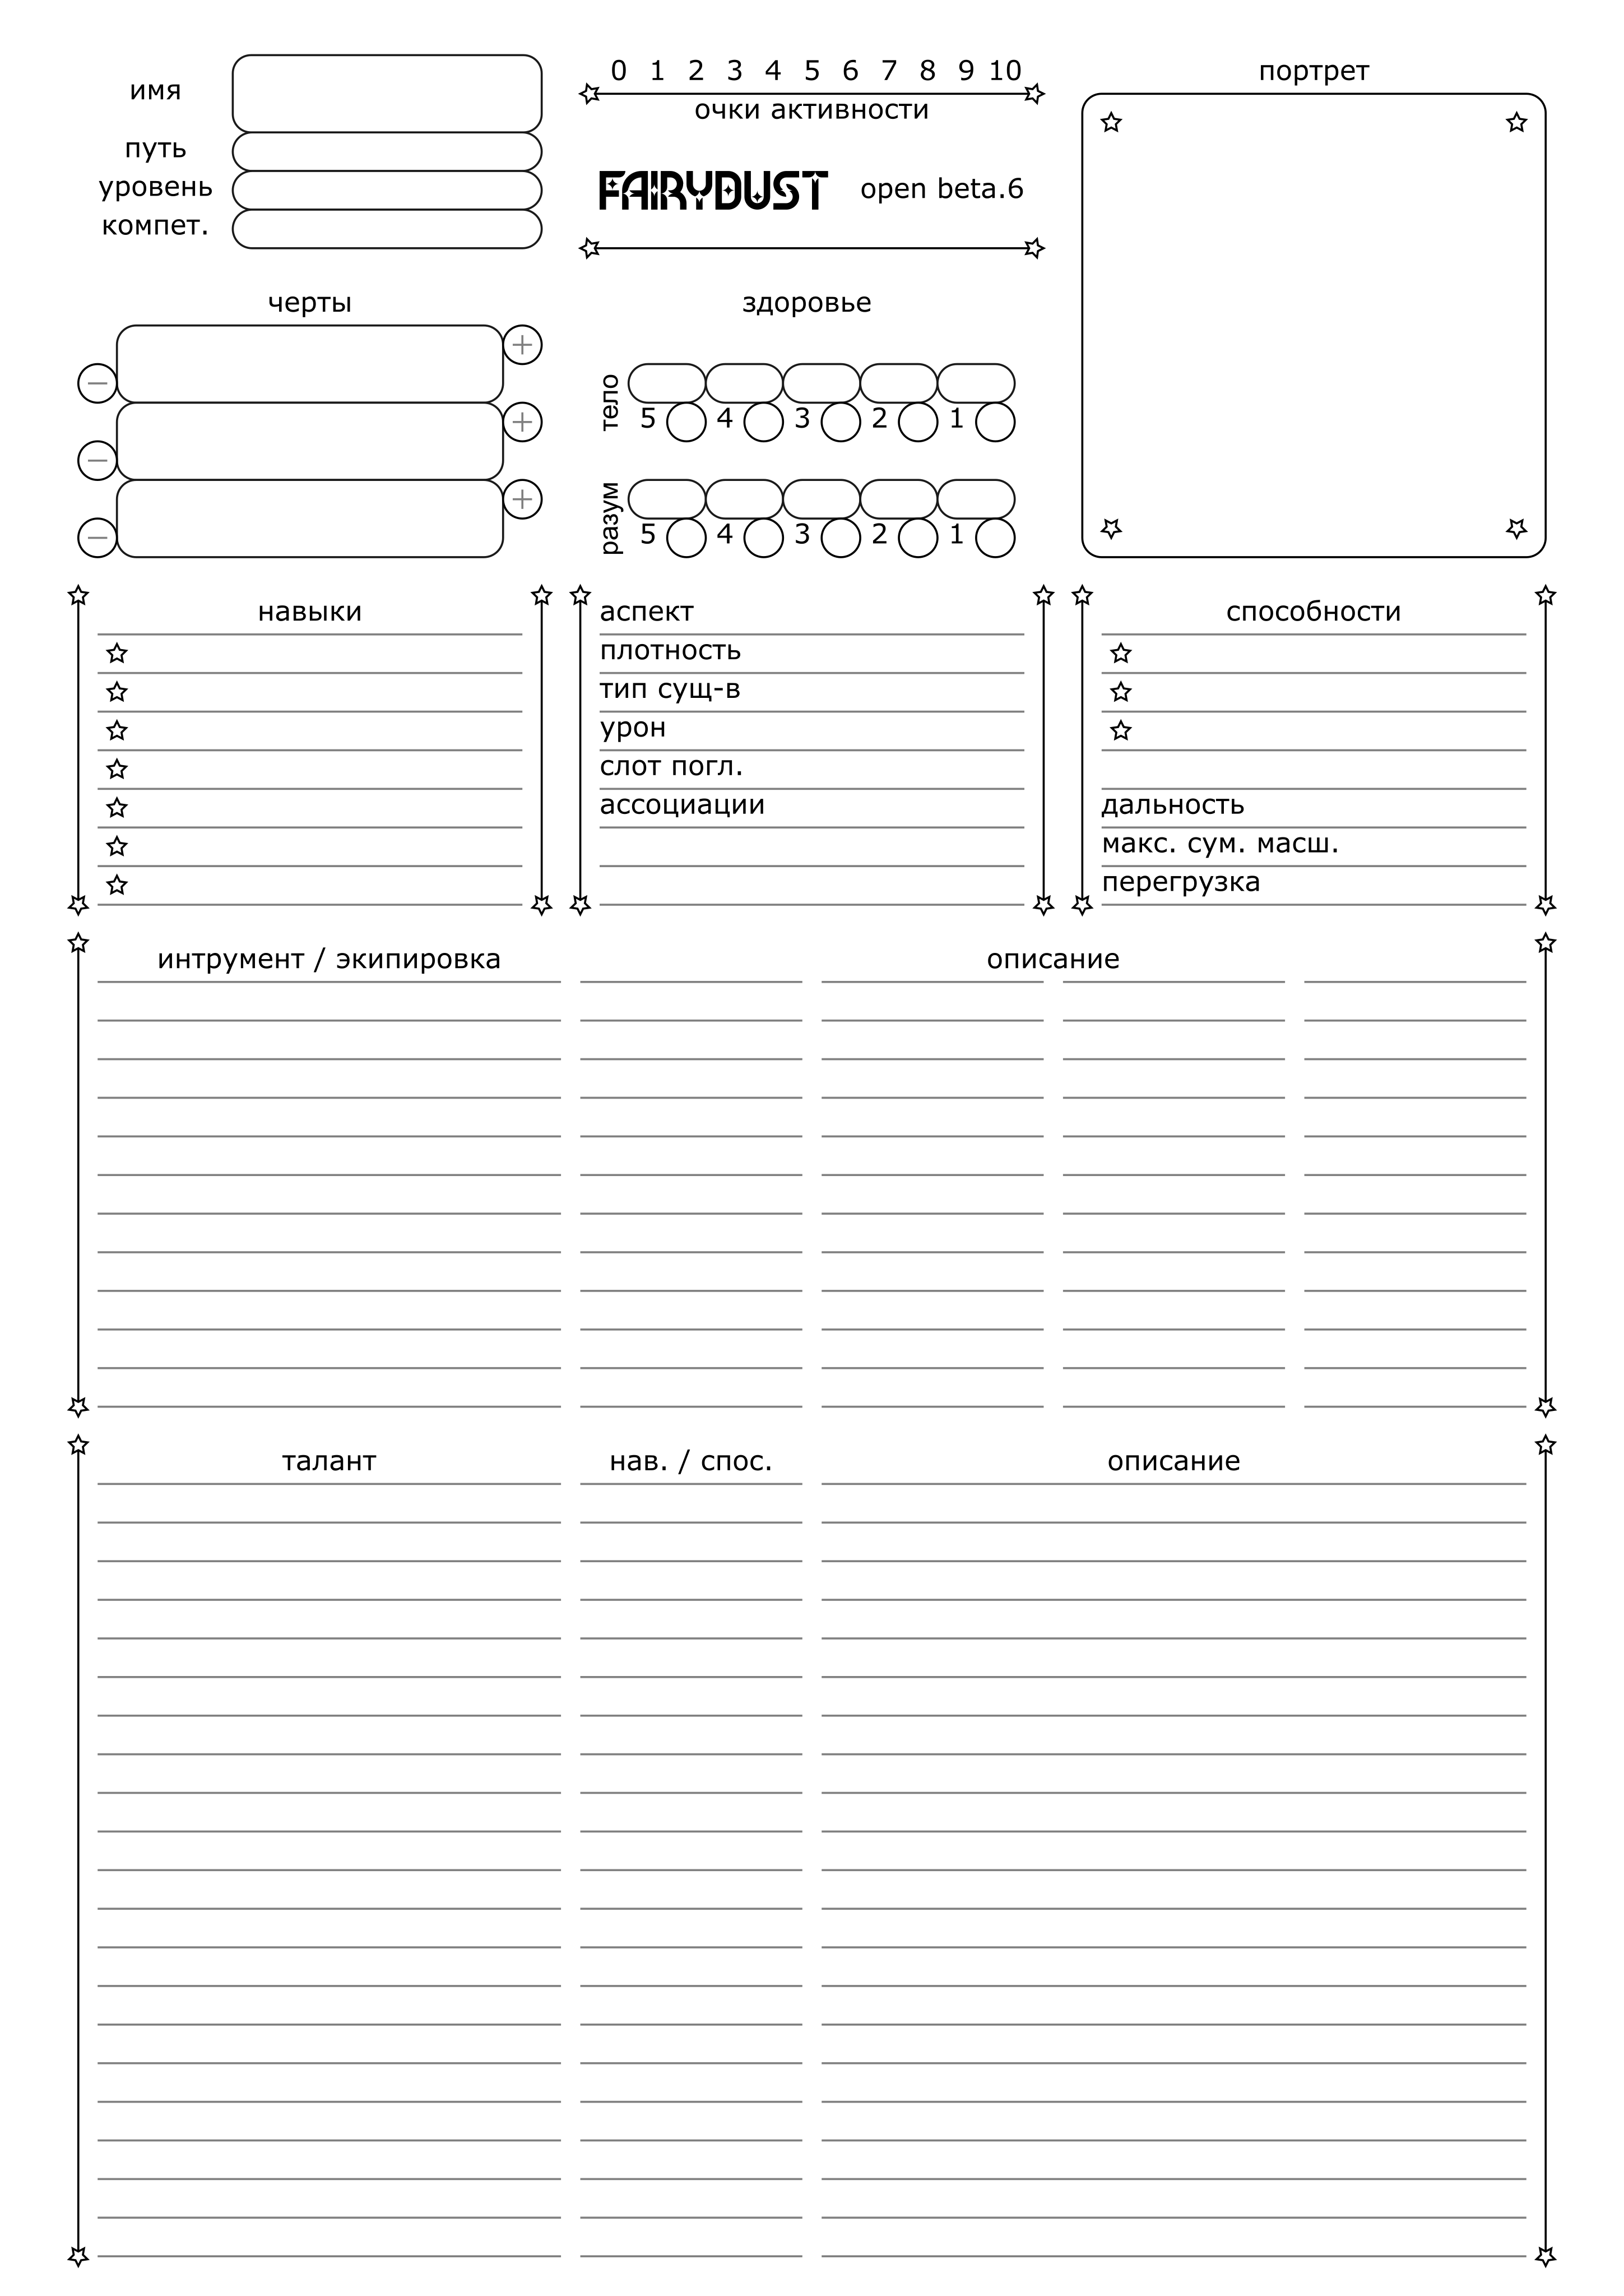 имя
путь
уровень
компет.
0 1 2 3 4 5 6 7 8 9 10
очки активности
FAIRYDUST open beta.6
портрет
черты
+
−
+
−
+
−
здоровье
тело
5 4 3 2 1
разум
5 4 3 2 1
навыки
аспект
плотность
тип сущ-в
урон
слот погл.
ассоциации
способности
дальность
макс. сум. масш.
перегрузка
интрумент / экипировка
описание
талант
нав. / спос.
описание